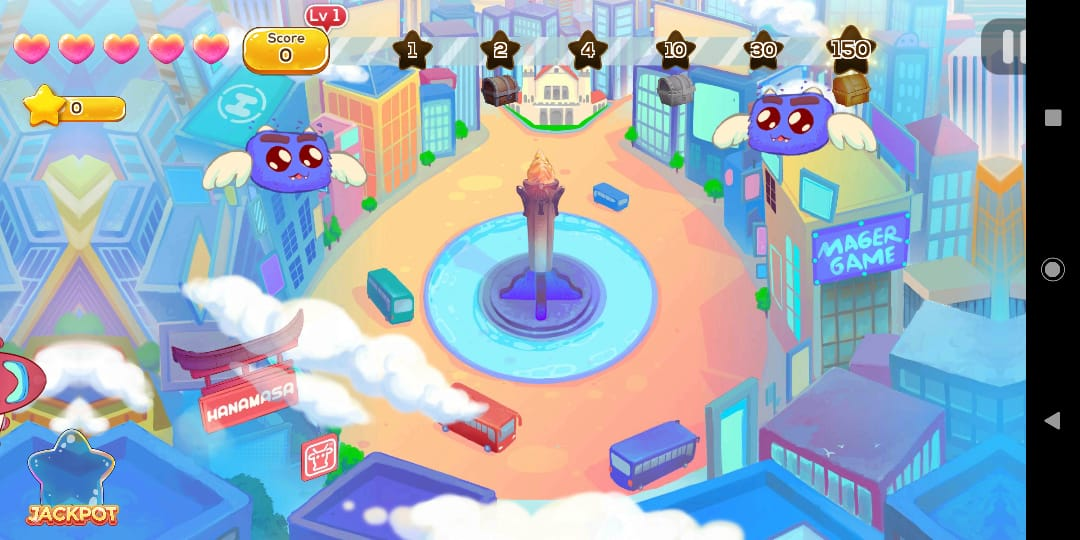 Lv 1
Score
0
1
2
4
10
30
150
0
MAGER
GAME
HANAMASA
JACKPOT